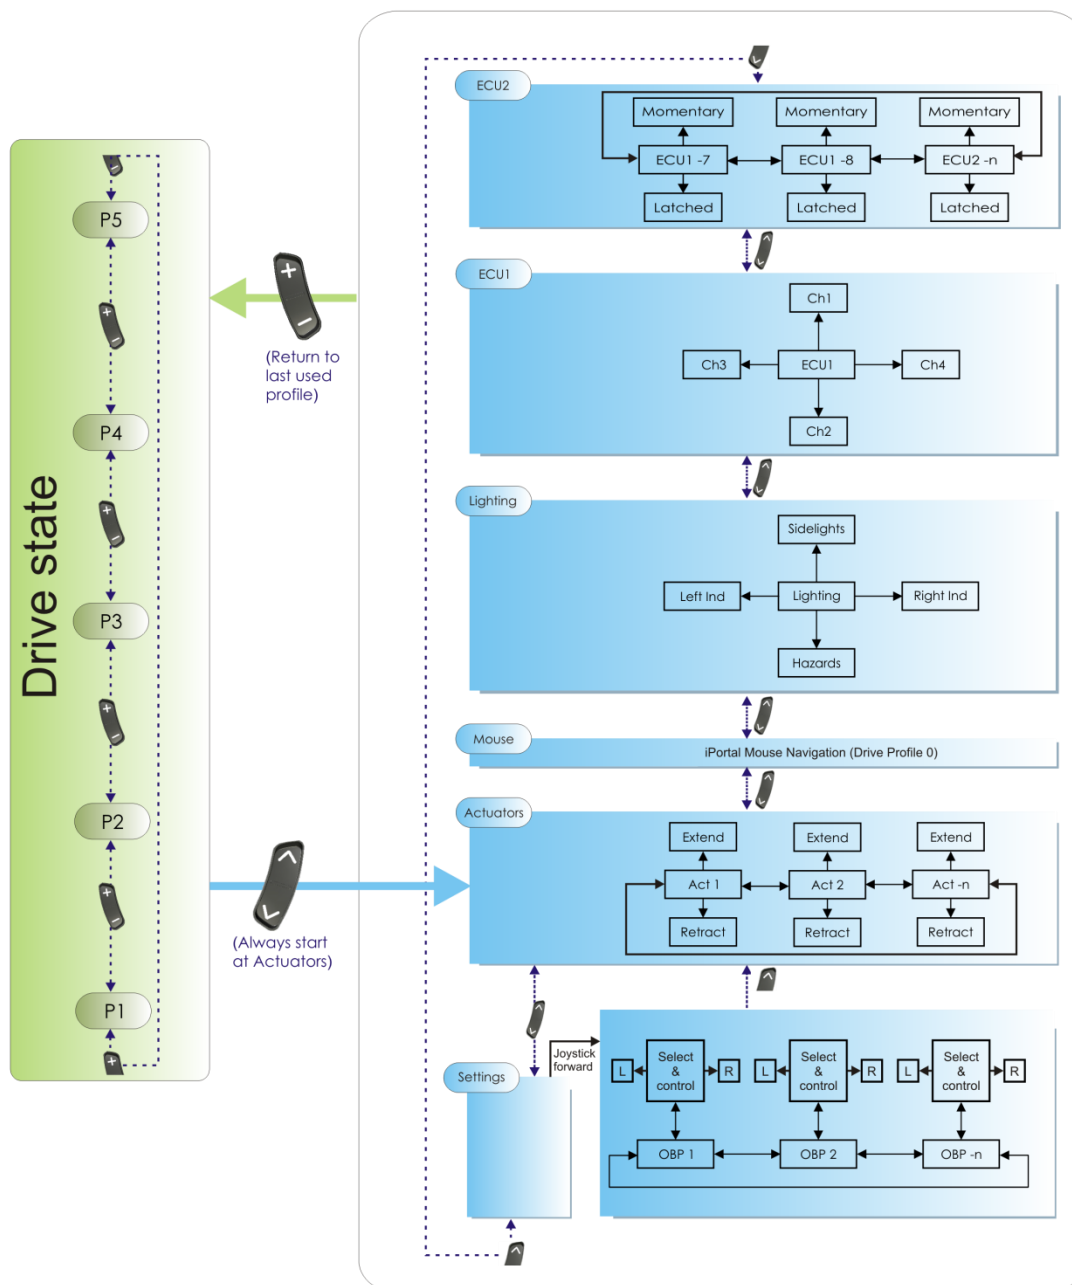 Drive state
P5
P4
P3
P2
P1
+
−
(Return to
last used
profile)
(Always start
at Actuators)
ECU2
Momentary
Momentary
Momentary
ECU1 -7
ECU1 -8
ECU2 -n
Latched
Latched
Latched
ECU1
Ch1
Ch3
ECU1
Ch4
Ch2
Lighting
Sidelights
Left Ind
Lighting
Right Ind
Hazards
Mouse
iPortal Mouse Navigation (Drive Profile 0)
Actuators
Extend
Extend
Extend
Act 1
Act 2
Act -n
Retract
Retract
Retract
Settings
Joystick
forward
L
Select
&
control
R
L
Select
&
control
R
L
Select
&
control
R
OBP 1
OBP 2
OBP -n